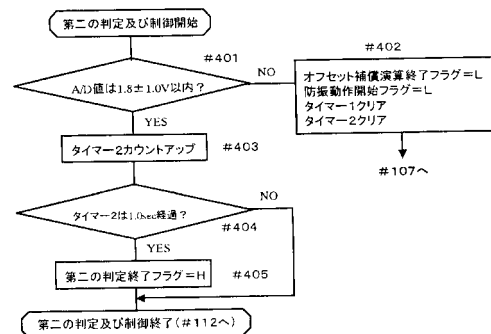 第二の判定及び制御開始
#401
#402
A/D値は1.8±1.0V以内?
NO
オフセット補償演算終了フラグ=L
防振動作開始フラグ=L
タイマー1クリア
タイマー2クリア
YES
タイマー2カウントアップ
#403
#107へ
タイマー2は1.0sec経過?
NO
#404
YES
第二の判定終了フラグ=H
#405
第二の判定及び制御終了(#112へ)